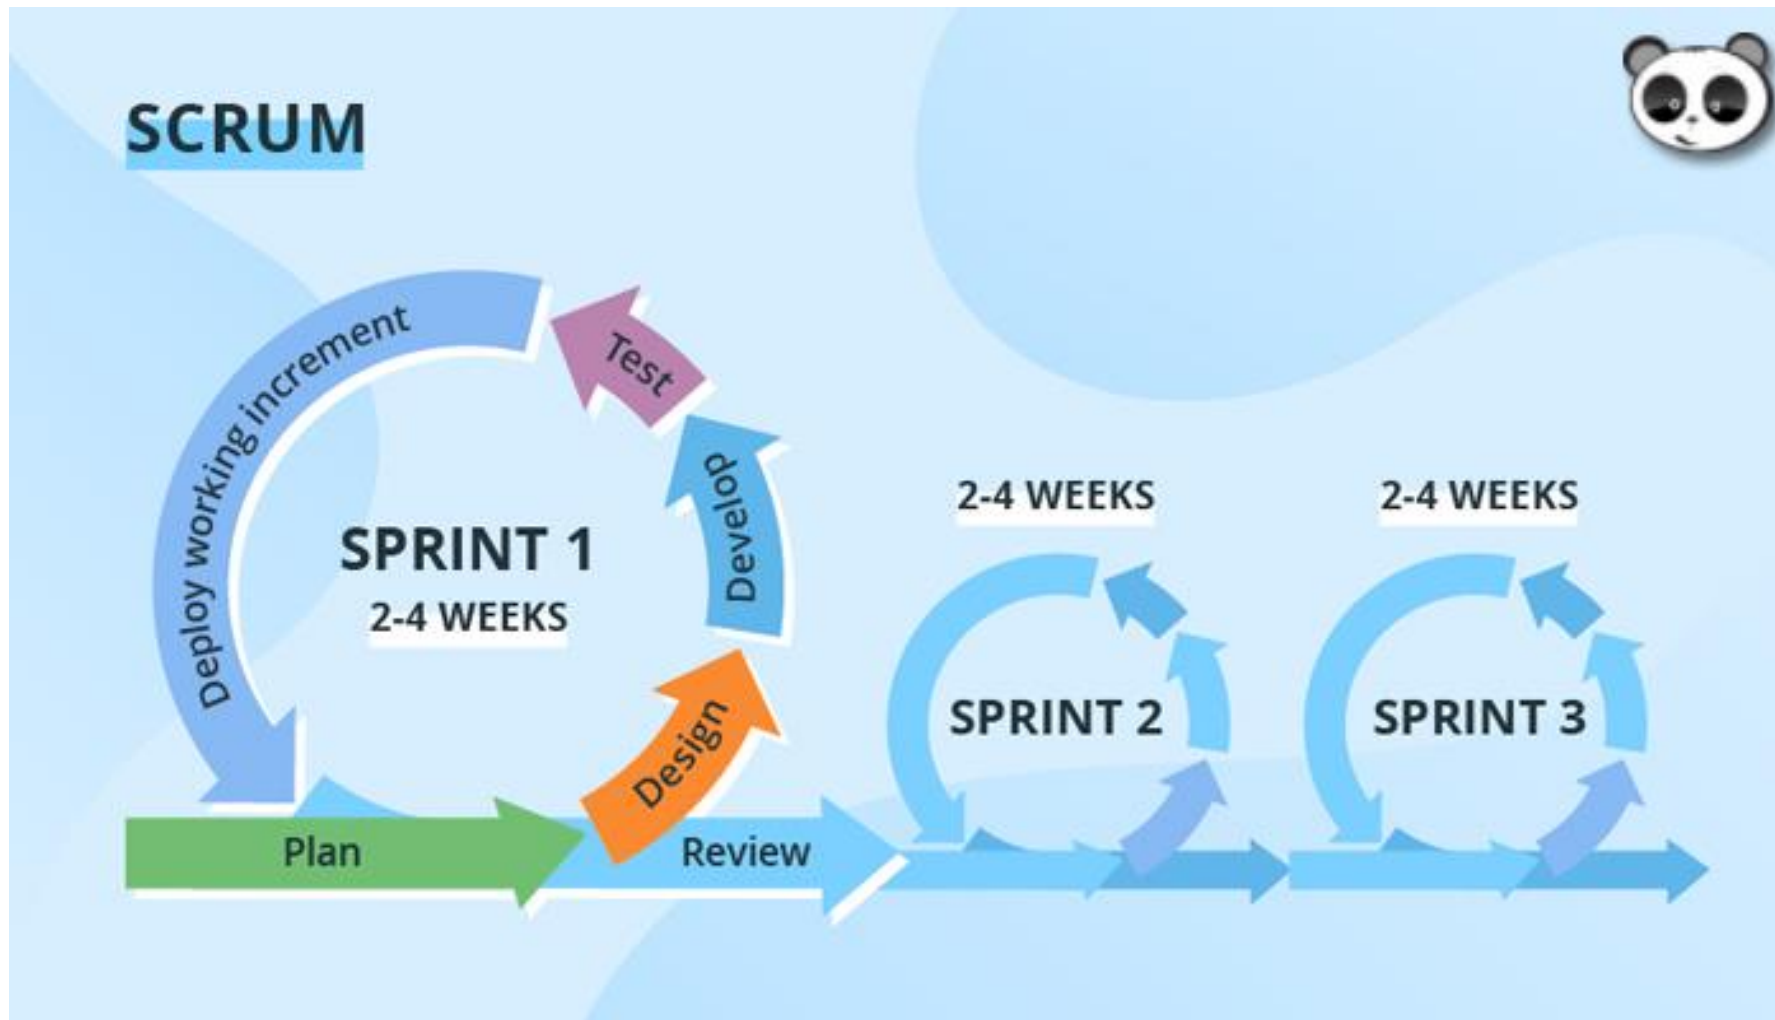 SCRUM
Deploy working increment
Test
Develop
Design
SPRINT 1
2-4 WEEKS
Plan
Review
2-4 WEEKS
SPRINT 2
2-4 WEEKS
SPRINT 3